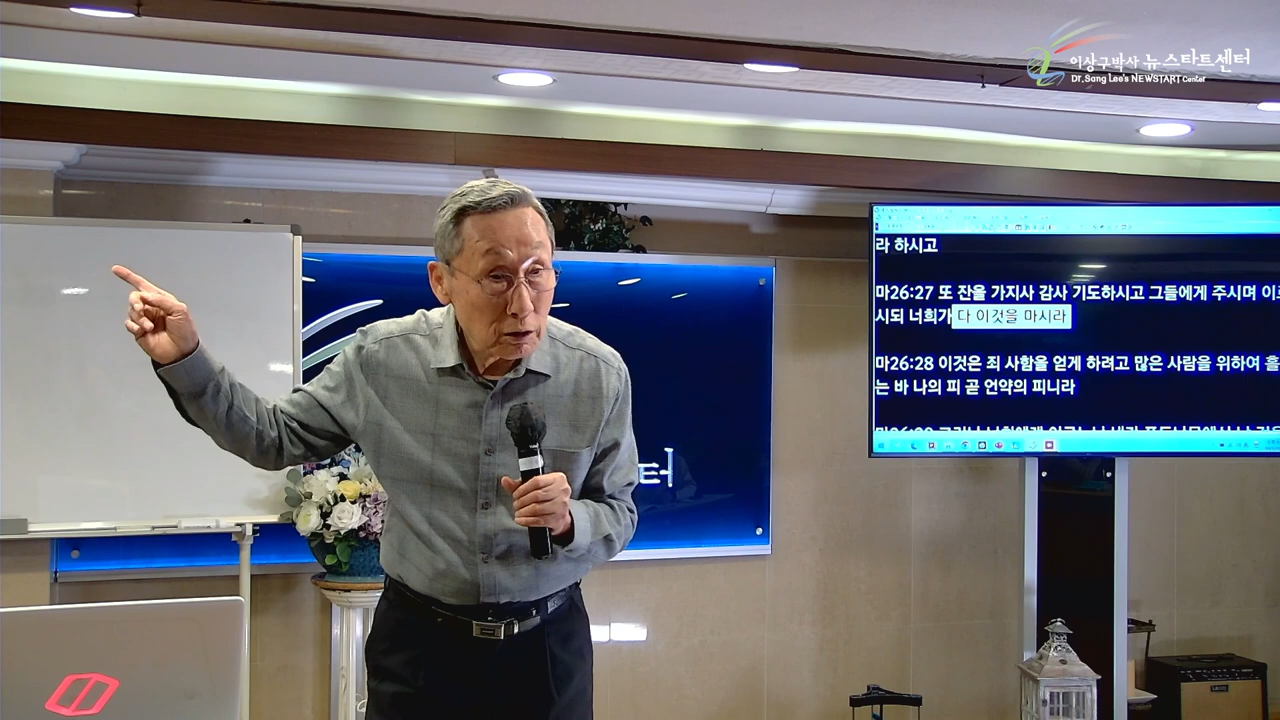 이상구박사 뉴스타트센터
Dr. Sang Lee's NEWSTART Center
라 하시고
마26:27 또 잔을 가지사 감사 기도하시고 그들에게 주시며
시되 너희가 다 이것을 마시라
마26:28 이것은 죄 사함을 얻게 하려고 많은 사람을 위하여
는 바 나의 피 곧 언약의 피니라
터